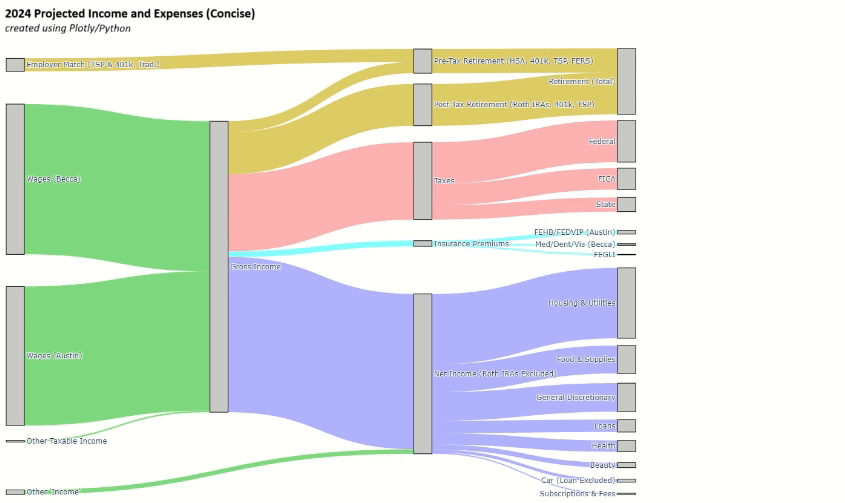 2024 Projected Income and Expenses (Concise)
created using Plotly/Python
Employer Match (TSP & 401k, Trad.)
Pre-Tax Retirement (HSA, 401k, TSP, FERS)
Retirement (Total)
Post-Tax Retirement (Roth IRAs, 401k, TSP)
Federal
Wages (Becca)
Taxes
FICA
State
FEHB/FEDVIP (Austin)
Insurance Premiums
Med/Dent/Vis (Becca)
FEGLI
Gross Income
Housing & Utilities
Wages (Austin)
Food & Supplies
Net Income (Roth IRAs Excluded)
General Discretionary
Loans
Other Taxable Income
Health
Beauty
Car (Loan Excluded)
Other Income
Subscriptions & Fees